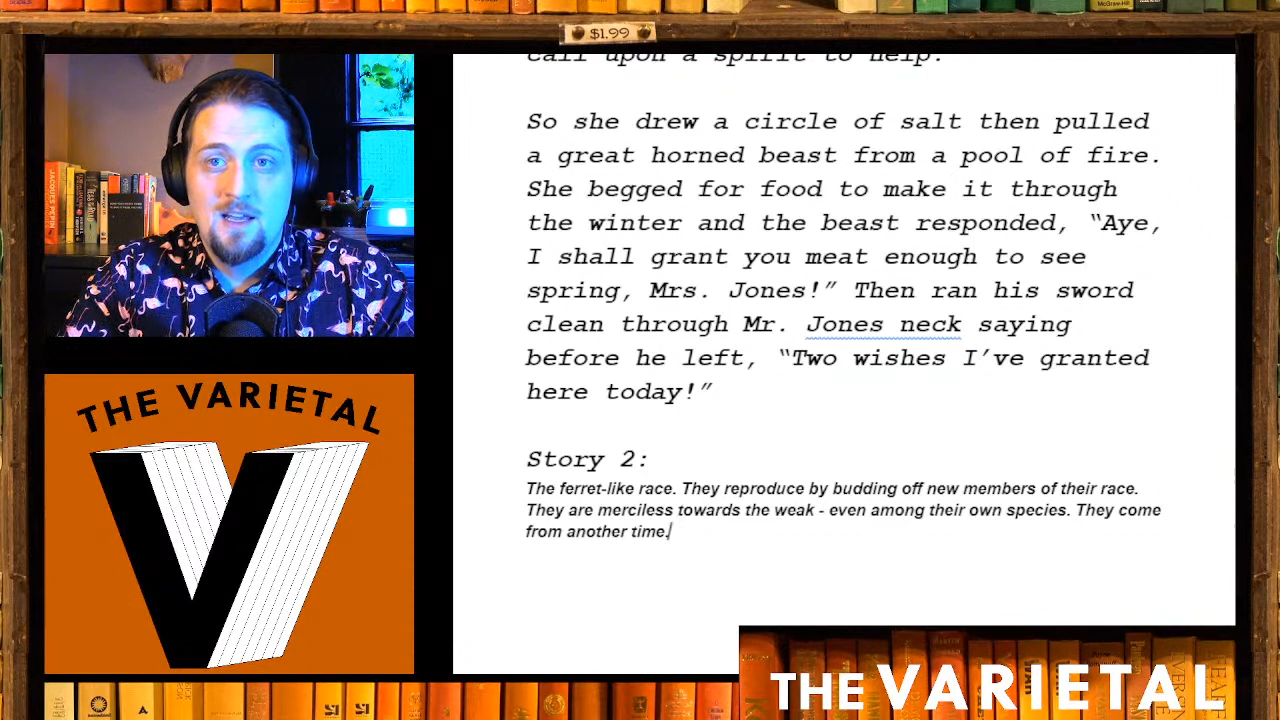 McGraw-Hill
$1.99
call upon a spirit to help.
So she drew a circle of salt then pulled
a great horned beast from a pool of fire.
She begged for food to make it through
the winter and the beast responded, “Aye,
I shall grant you meat enough to see
spring, Mrs. Jones!” Then ran his sword
clean through Mr. Jones neck saying
before he left, “Two wishes I’ve granted
here today!”
Story 2:
The ferret-like race. They reproduce by budding off new members of their race.
They are merciless towards the weak - even among their own species. They come
from another time.
JACQUES PEPIN
THE VARIETAL
THE VARIETAL